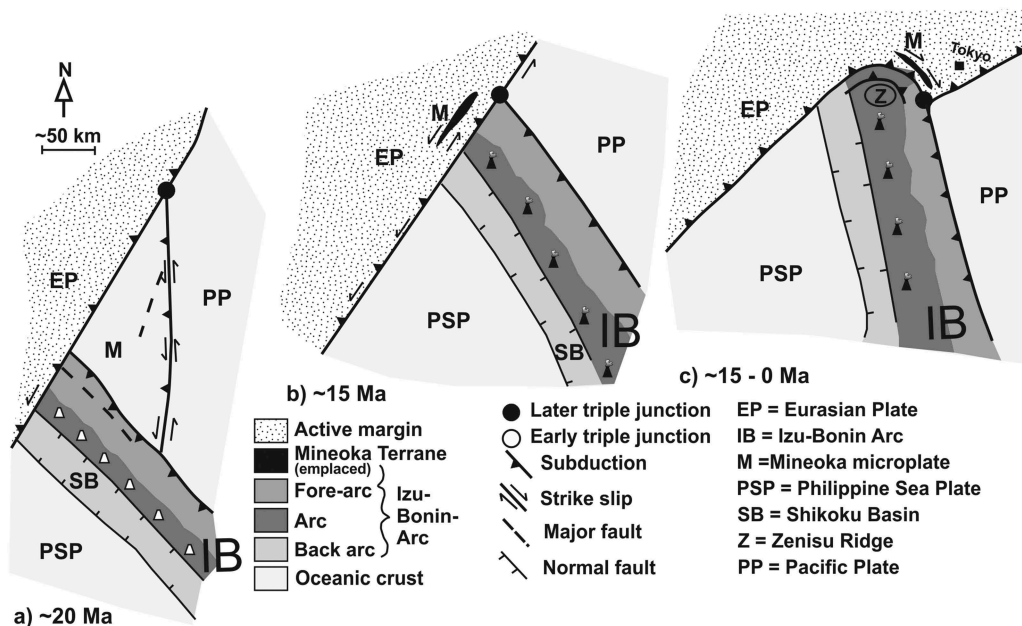 N
~50 km
EP
PP
M
SB
PSP
IB
a) ~20 Ma
M
EP
PP
PSP
SB
IB
b) ~15 Ma
M
Tokyo
Z
EP
PP
PSP
IB
c) ~15 - 0 Ma
Active margin
Mineoka Terrane
(emplaced)
Fore-arc
Arc
Back arc
Izu-
Bonin-
Arc
Oceanic crust
Later triple junction
Early triple junction
Subduction
Strike slip
Major fault
Normal fault
EP = Eurasian Plate
IB = Izu-Bonin Arc
M =Mineoka microplate
PSP = Philippine Sea Plate
SB = Shikoku Basin
Z = Zenisu Ridge
PP = Pacific Plate